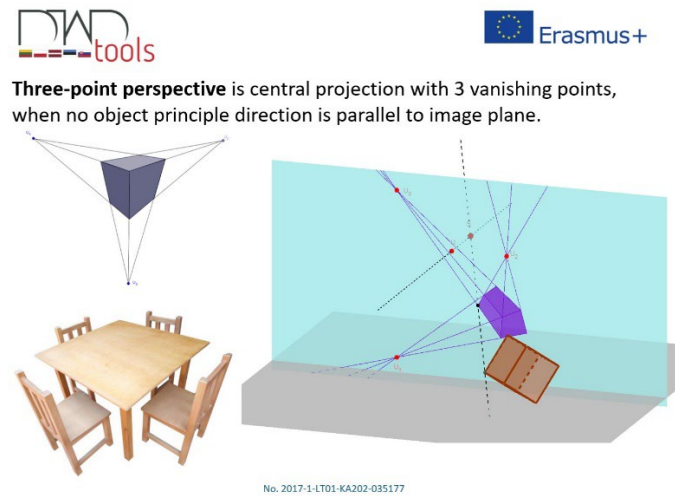 DWD
tools
Erasmus+
Three-point perspective is central projection with 3 vanishing points,
when no object principle direction is parallel to image plane.
No. 2017-1-LT01-KA202-035177